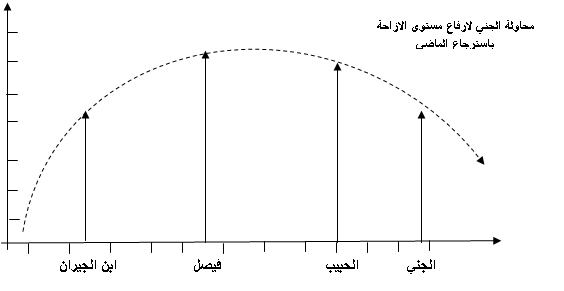 محاولة الجني لارفاع مستوى الازاحة
باسترجاع الماضي
ابن الجيران
فيصل
الحبيب
الجني